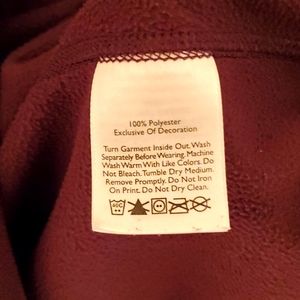 100% Polyester
Exclusive Of Decoration
Turn Garment Inside Out. Wash
Separately Before Wearing. Machine
Wash Warm With Like Colors. Do
Not Bleach. Tumble Dry Medium.
Remove Promptly. Do Not Iron
On Print. Do Not Dry Clean.
40C